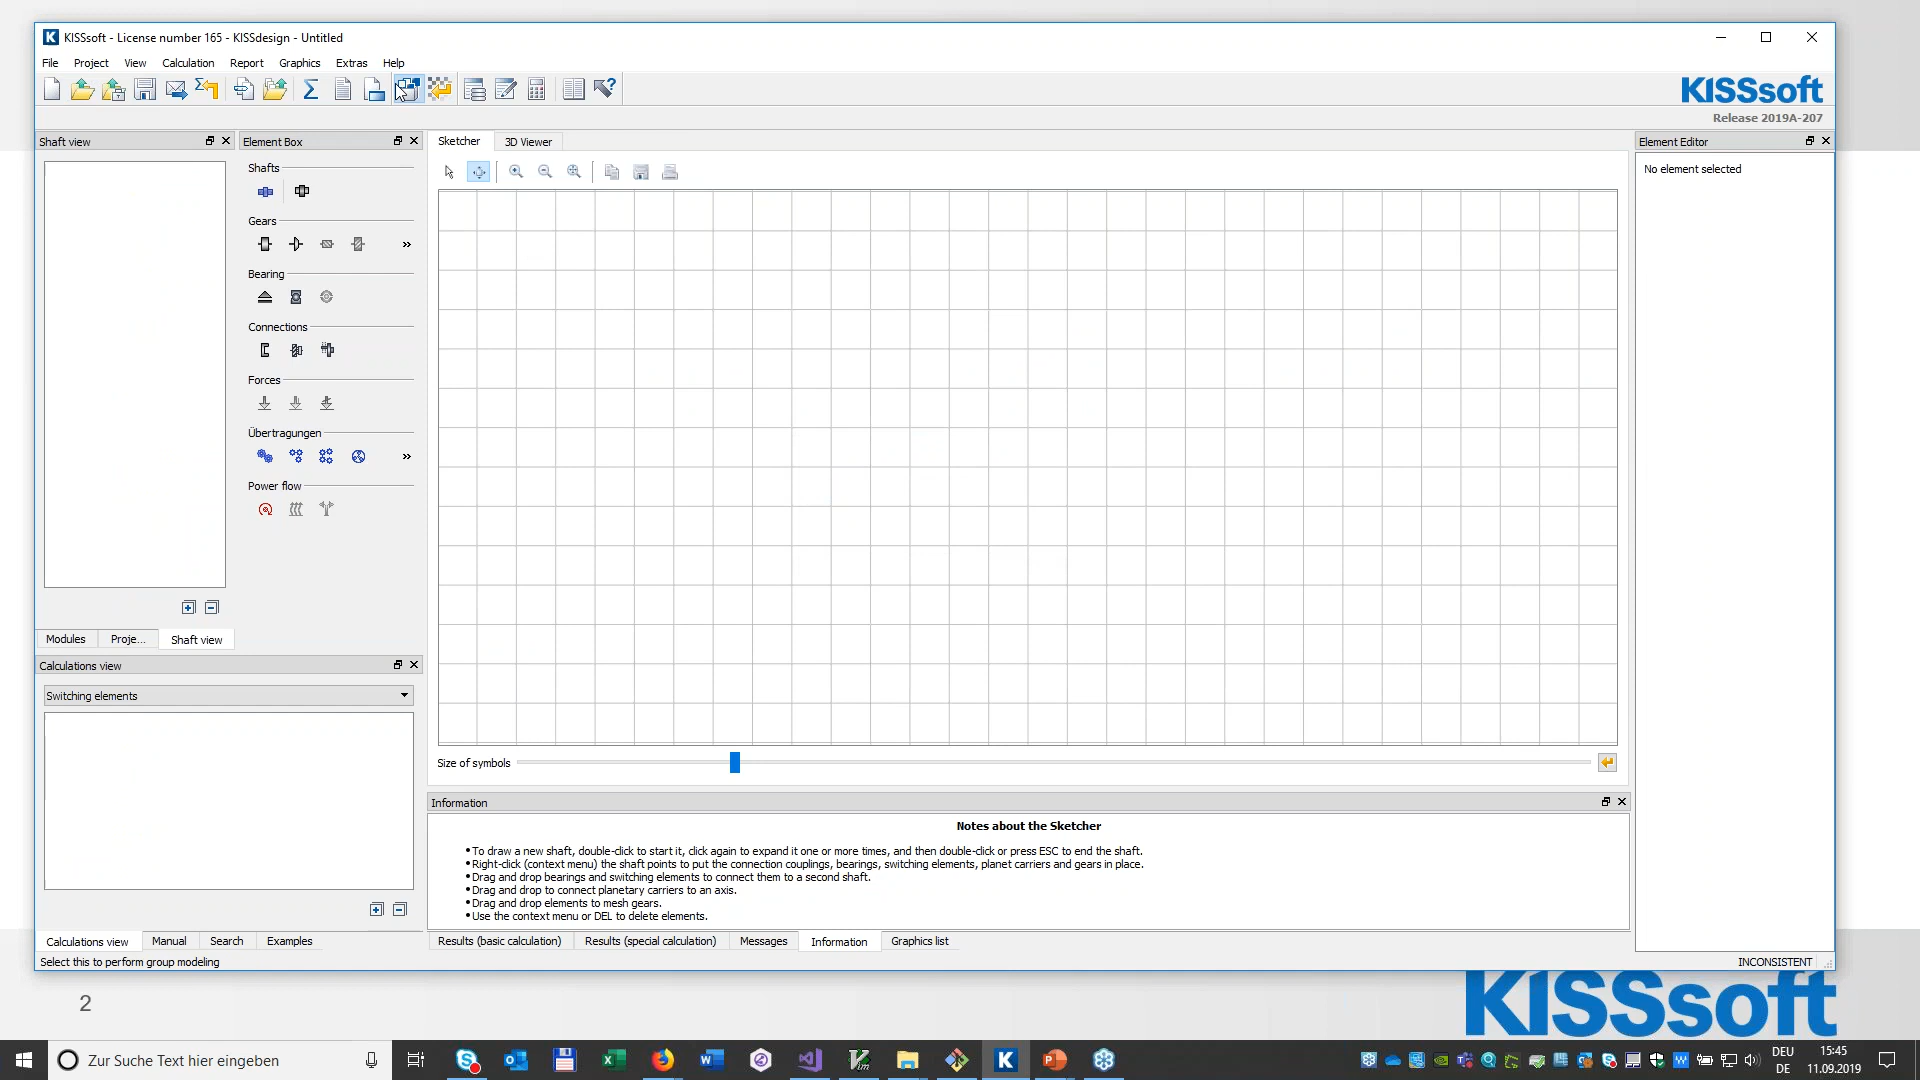 KISSsoft - License number 165 - KISSdesign - Untitled
File Project View Calculation Report Graphics Extras Help
KISSsoft
Release 2019A-207
Shaft view
Element Box
Sketcher
3D Viewer
Element Editor
No element selected
Shafts
Gears
»
Bearing
Connections
Forces
Übertragungen
»
Power flow
Modules
Proje...
Shaft view
Calculations view
Switching elements
Size of symbols
Information
Notes about the Sketcher
•To draw a new shaft, double-click to start it, click again to expand it one or more times, and then double-click or press ESC to end the shaft.
•Right-click (context menu) the shaft points to put the connection couplings, bearings, switching elements, planet carriers and gears in place.
•Drag and drop bearings and switching elements to connect them to a second shaft.
•Drag and drop to connect planetary carriers to an axis.
•Drag and drop elements to mesh gears.
•Use the context menu or DEL to delete elements.
Calculations view
Manual
Search
Examples
Results (basic calculation)
Results (special calculation)
Messages
Information
Graphics list
Select this to perform group modeling
INCONSISTENT
2
KISSsoft
Zur Suche Text hier eingeben
DEU
DE
15:45
11.09.2019